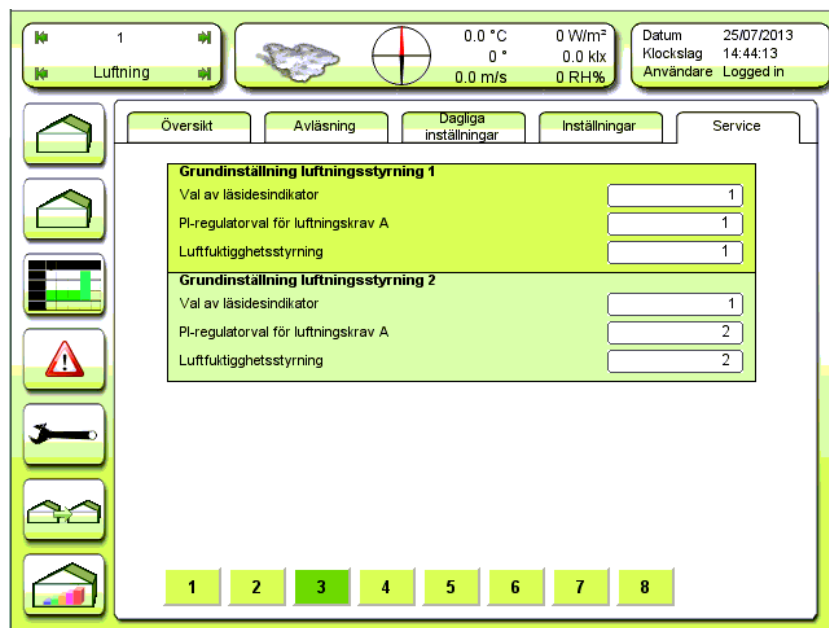 1
Luftning
0.0 °C 0 W/m²
0 ° 0.0 klx
0.0 m/s 0 RH%
Datum 25/07/2013
Klockslag 14:44:13
Användare Logged in
Översikt Avläsning Dagliga inställningar Inställningar Service
Grundinställning luftningsstyrning 1
Val av läsidesindikator 1
PI-regulatorval för luftningskrav A 1
Luftfuktigghetsstyrning 1
Grundinställning luftningsstyrning 2
Val av läsidesindikator 1
PI-regulatorval för luftningskrav A 2
Luftfuktigghetsstyrning 2
1 2 3 4 5 6 7 8